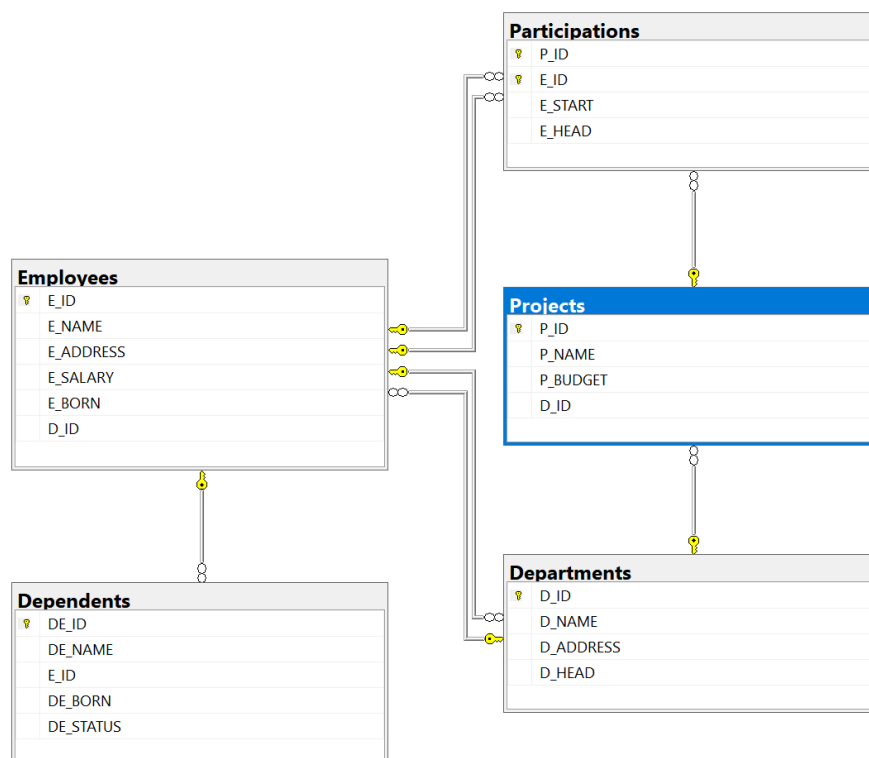 Participations
P_ID
E_ID
E_START
E_HEAD
Employees
E_ID
E_NAME
E_ADDRESS
E_SALARY
E_BORN
D_ID
Projects
P_ID
P_NAME
P_BUDGET
D_ID
Dependents
DE_ID
DE_NAME
E_ID
DE_BORN
DE_STATUS
Departments
D_ID
D_NAME
D_ADDRESS
D_HEAD